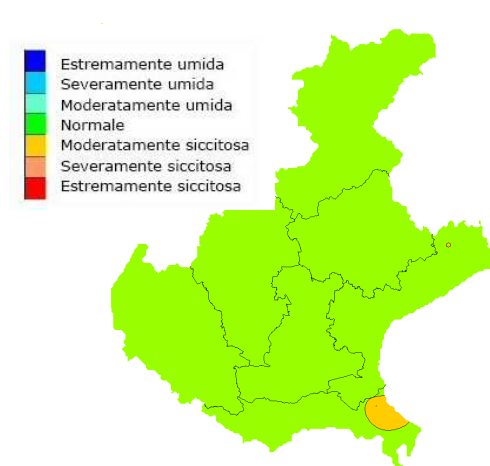 Estremamente umida
Severamente umida
Moderatamente umida
Normale
Moderatamente siccitosa
Severamente siccitosa
Estremamente siccitosa